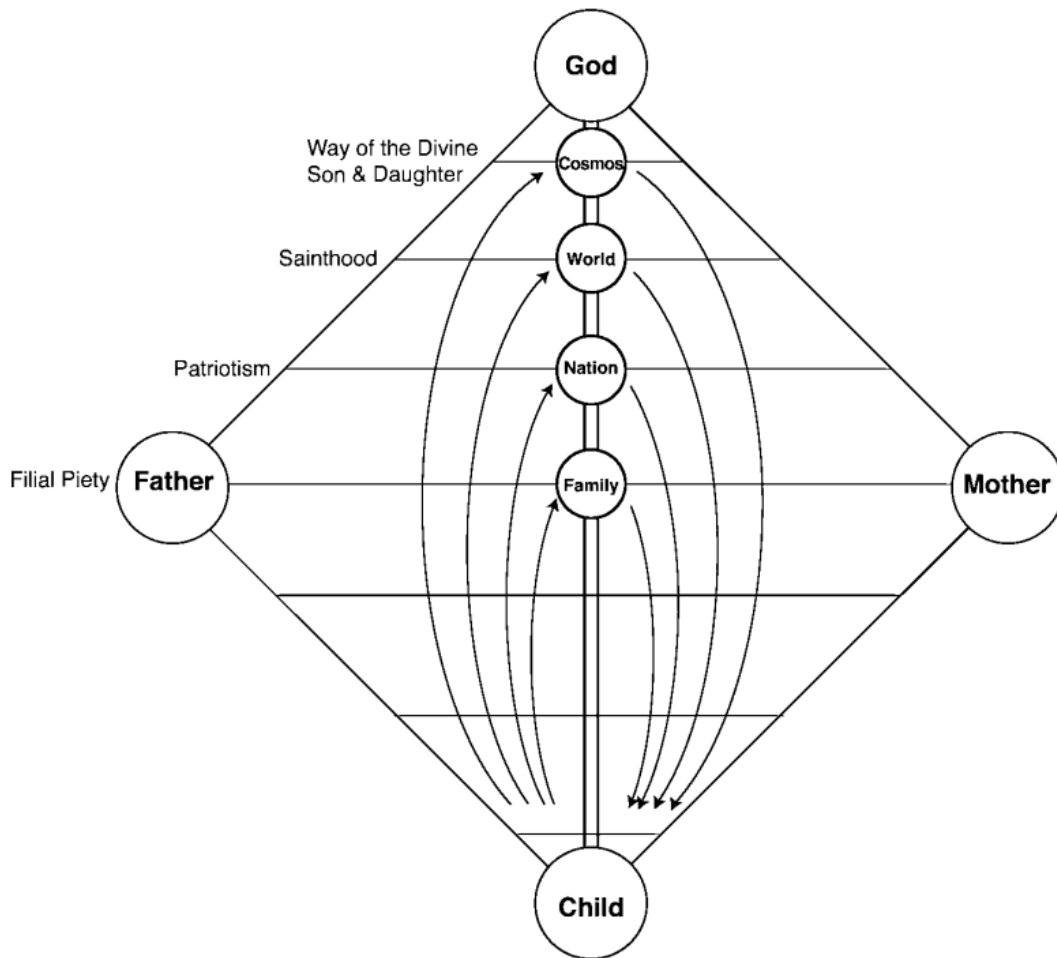 God
Way of the Divine
Son & Daughter
Cosmos
Sainthood
World
Patriotism
Nation
Filial Piety
Father
Family
Mother
Child